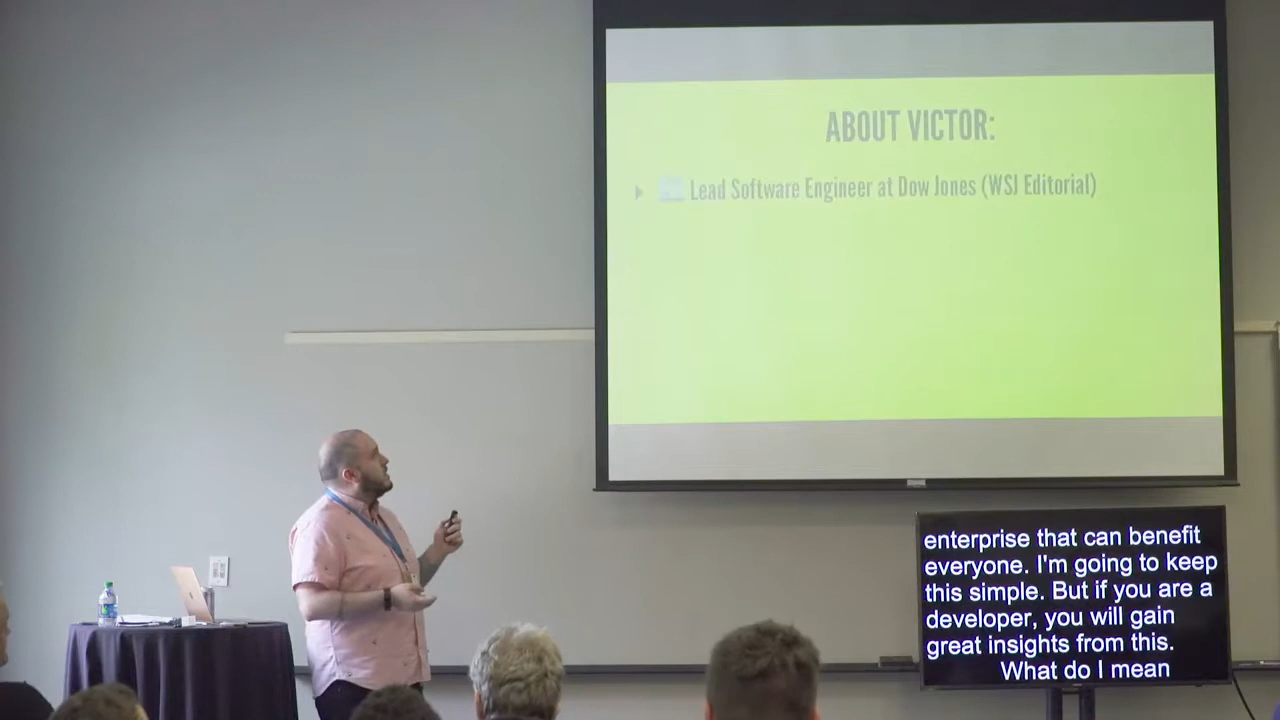 ABOUT VICTOR:
Lead Software Engineer at Dow Jones (WSJ Editorial)
enterprise that can benefit
everyone. I'm going to keep
this simple. But if you are a
developer, you will gain
great insights from this.
What do I mean